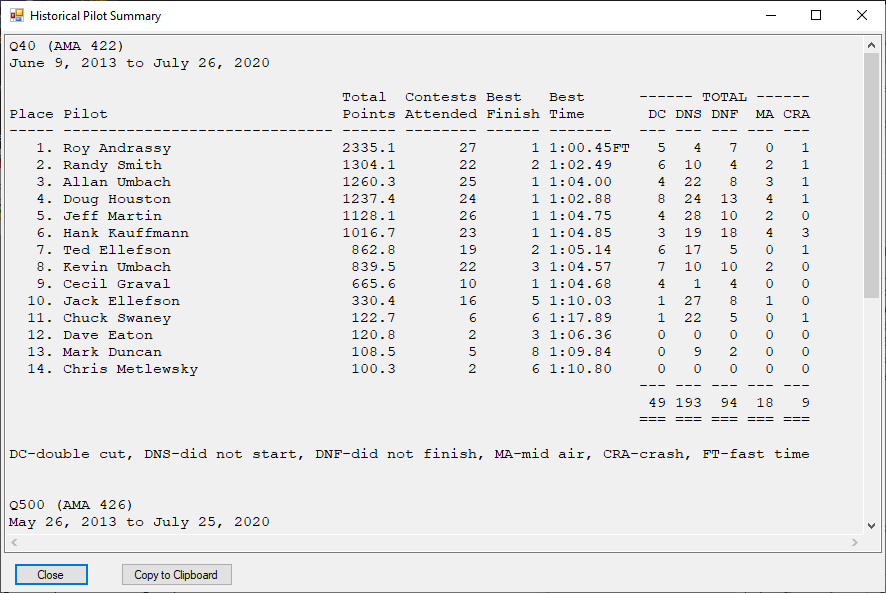 Historical Pilot Summary
Q40 (AMA 422)
June 9, 2013 to July 26, 2020
Total Contests Best Best ------ TOTAL ------
Place Pilot Points Attended Finish Time DC DNS DNF MA CRA
----- ------------------------------ ------ -------- ------ ------- --- --- --- --- ---
1. Roy Andrassy 2335.1 27 1 1:00.45FT 5 4 7 0 1
2. Randy Smith 1304.1 22 2 1:02.49 6 10 4 2 1
3. Allan Umbach 1260.3 25 1 1:04.00 4 22 8 3 1
4. Doug Houston 1237.4 24 1 1:02.88 8 24 13 4 1
5. Jeff Martin 1128.1 26 1 1:04.75 4 28 10 2 0
6. Hank Kauffmann 1016.7 23 1 1:04.85 3 19 18 4 3
7. Ted Ellefson 862.8 19 2 1:05.14 6 17 5 0 1
8. Kevin Umbach 839.5 22 3 1:04.57 7 10 10 2 0
9. Cecil Graval 665.6 10 1 1:04.68 4 1 4 0 0
10. Jack Ellefson 330.4 16 5 1:10.03 1 27 8 1 0
11. Chuck Swaney 122.7 6 6 1:17.89 1 22 5 0 1
12. Dave Eaton 120.8 2 3 1:06.36 0 0 0 0 0
13. Mark Duncan 108.5 5 8 1:09.84 0 9 2 0 0
14. Chris Metlewsky 100.3 2 6 1:10.80 0 0 0 0 0
--- --- --- --- ---
49 193 94 18 9
=== === === === ===
DC-double cut, DNS-did not start, DNF-did not finish, MA-mid air, CRA-crash, FT-fast time
Q500 (AMA 426)
May 26, 2013 to July 25, 2020
Close Copy to Clipboard